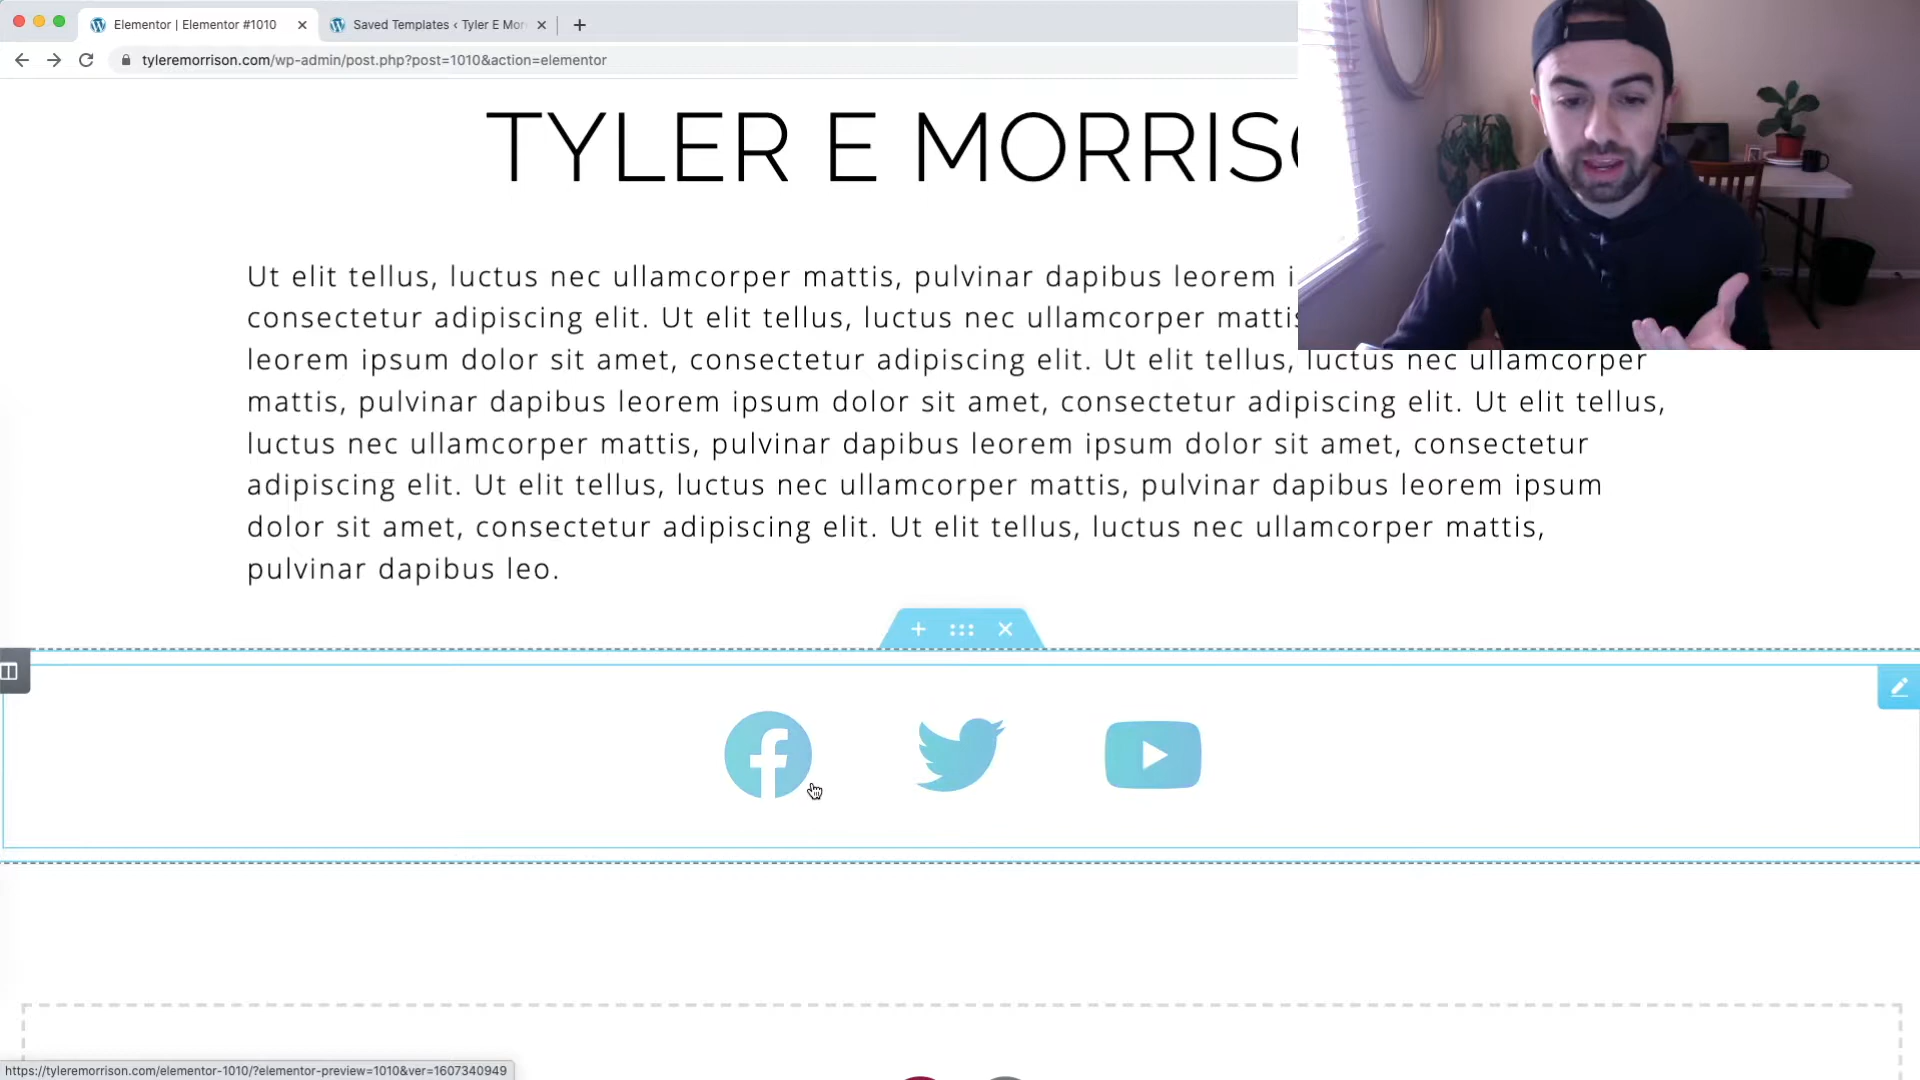 Elementor | Elementor #1010
Saved Templates ‹ Tyler E Mor
tyleremorrison.com/wp-admin/post.php?post=1010&action=elementor
TYLER E MORRIS
Ut elit tellus, luctus nec ullamcorper mattis, pulvinar dapibus leorem i
consectetur adipiscing elit. Ut elit tellus, luctus nec ullamcorper mattis
leorem ipsum dolor sit amet, consectetur adipiscing elit. Ut elit tellus, luctus nec ullamcorper
mattis, pulvinar dapibus leorem ipsum dolor sit amet, consectetur adipiscing elit. Ut elit tellus,
luctus nec ullamcorper mattis, pulvinar dapibus leorem ipsum dolor sit amet, consectetur
adipiscing elit. Ut elit tellus, luctus nec ullamcorper mattis, pulvinar dapibus leorem ipsum
dolor sit amet, consectetur adipiscing elit. Ut elit tellus, luctus nec ullamcorper mattis,
pulvinar dapibus leo.
https://tyleremorrison.com/elementor-1010/?elementor-preview=1010&ver=1607340949